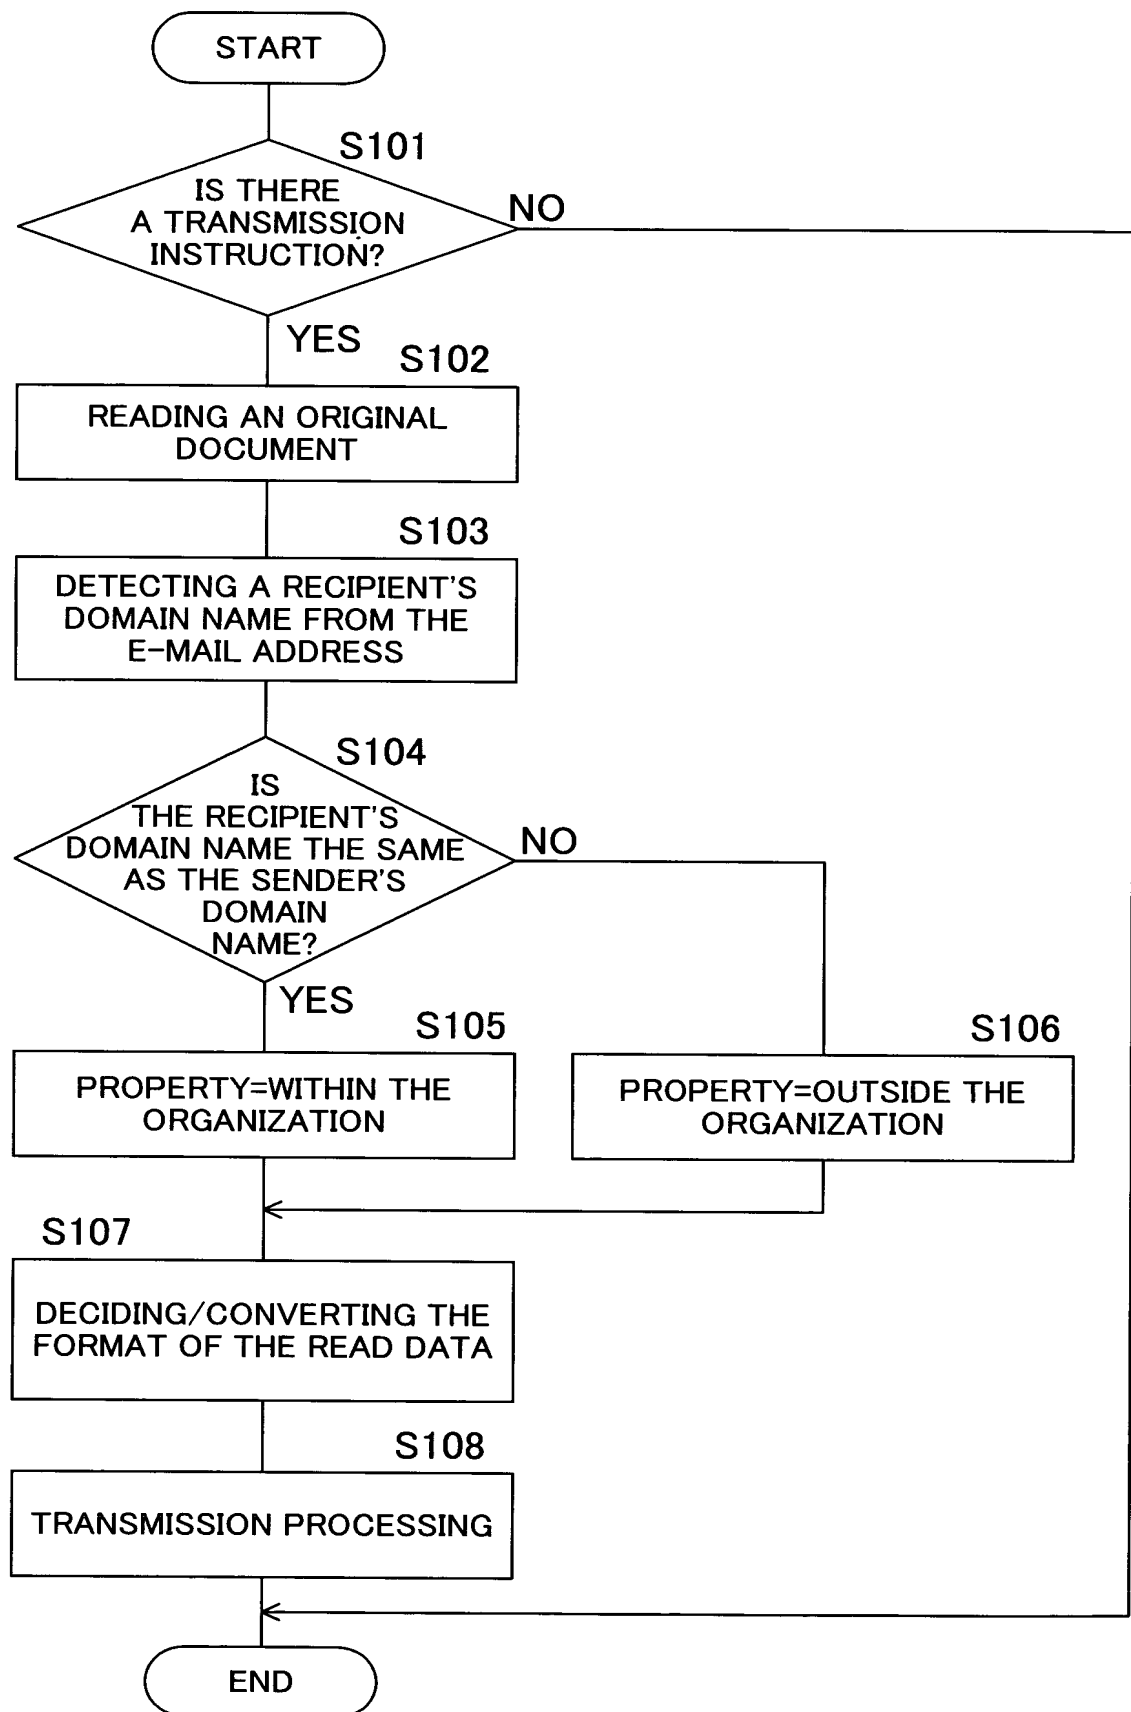 START
S101
IS THERE
A TRANSMISSION
INSTRUCTION?
NO
YES
S102
READING AN ORIGINAL
DOCUMENT
S103
DETECTING A RECIPIENT'S
DOMAIN NAME FROM THE
E-MAIL ADDRESS
S104
IS
THE RECIPIENT'S
DOMAIN NAME THE SAME
AS THE SENDER'S
DOMAIN
NAME?
NO
YES
S105
PROPERTY=WITHIN THE
ORGANIZATION
S106
PROPERTY=OUTSIDE THE
ORGANIZATION
S107
DECIDING/CONVERTING THE
FORMAT OF THE READ DATA
S108
TRANSMISSION PROCESSING
END